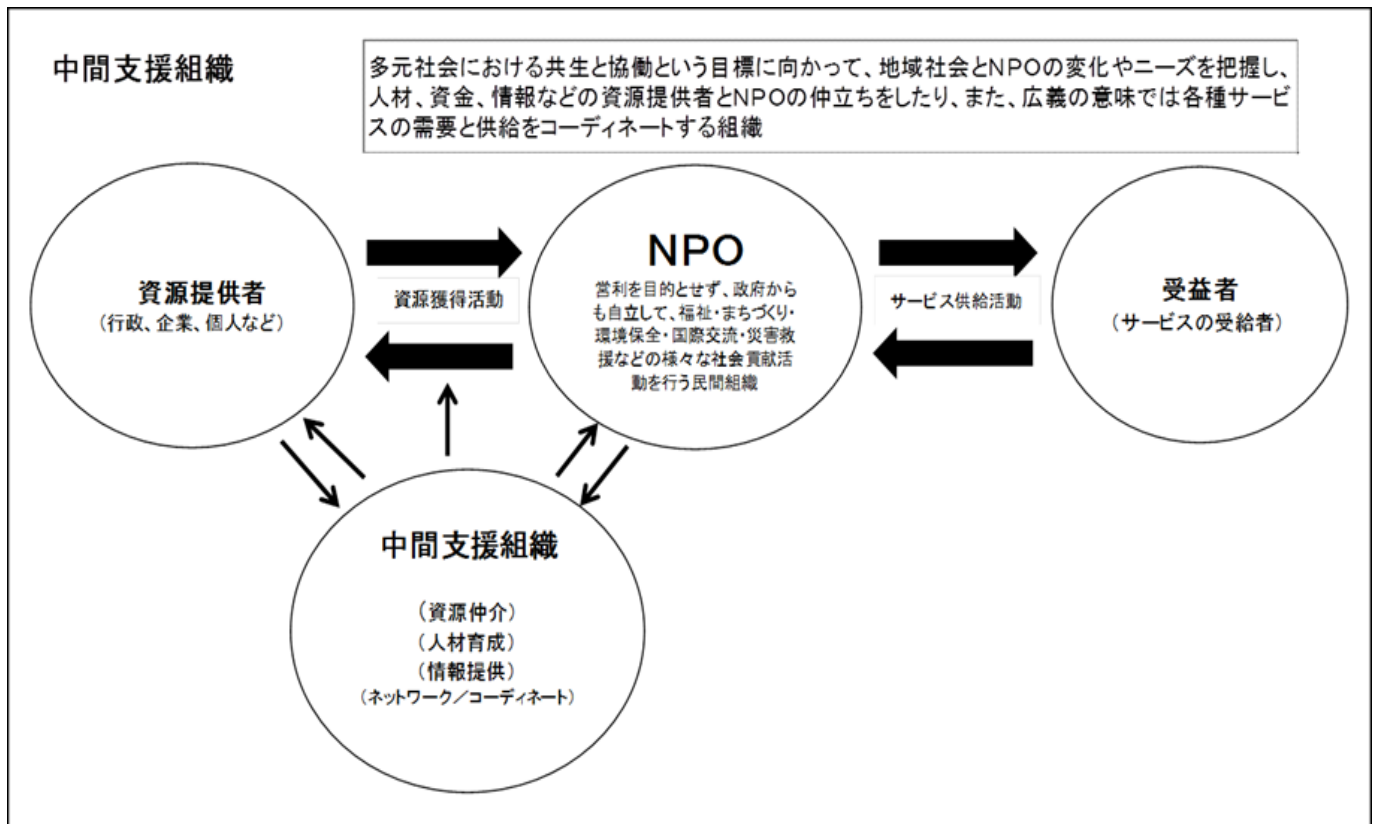 中間支援組織
多元社会における共生と協働という目標に向かって、地域社会とNPOの変化やニーズを把握し、
人材、資金、情報などの資源提供者とNPOの仲立ちをしたり、また、広義の意味では各種サービ
スの需要と供給をコーディネートする組織
資源提供者
(行政、企業、個人など)
資源獲得活動
NPO
営利を目的とせず、政府から
も自立して、福祉・まちづくり・
環境保全・国際交流・災害救
援などの様々な社会貢献活
動を行う民間組織
サービス供給活動
受益者
(サービスの受給者)
中間支援組織
(資源仲介)
(人材育成)
(情報提供)
(ネットワーク／コーディネート)